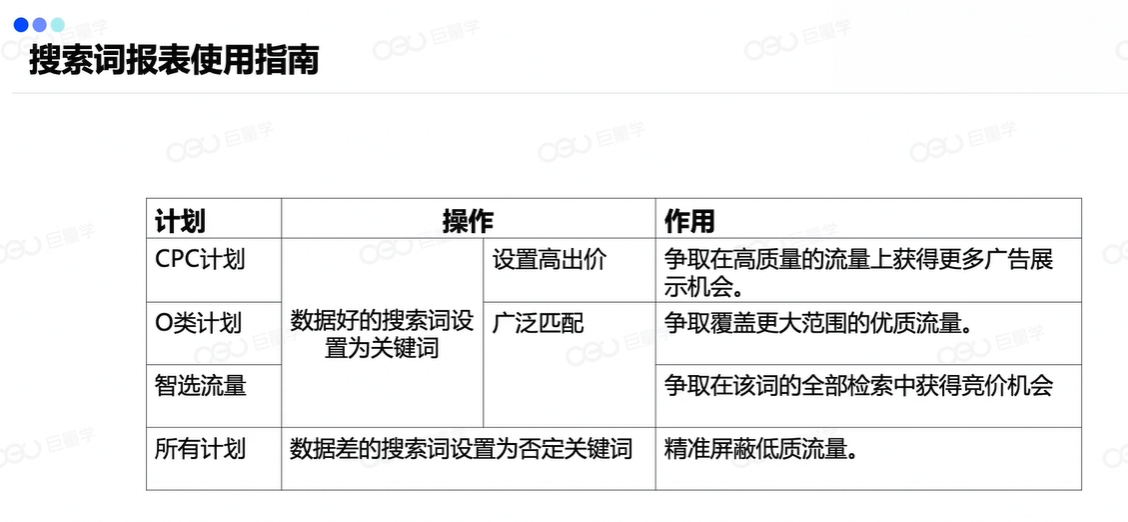 搜索词报表使用指南
计划
操作
作用
CPC计划
数据好的搜索词设
置为关键词
设置高出价
争取在高质量的流量上获得更多广告展
示机会。
O类计划
广泛匹配
争取覆盖更大范围的优质流量。
智选流量
争取在该词的全部检索中获得竞价机会
所有计划
数据差的搜索词设置为否定关键词
精准屏蔽低质流量。
巨量学